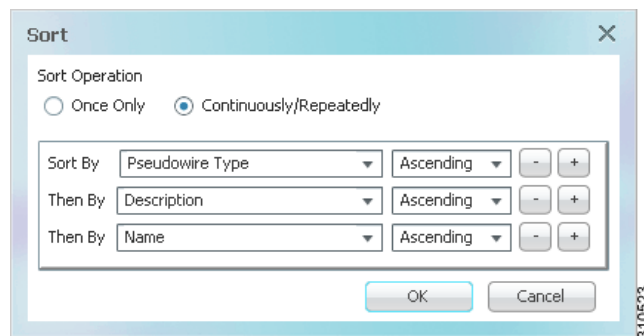 Sort
Sort Operation
Once Only Continuously/Repeatedly
Sort By Pseudowire Type Ascending - +
Then By Description Ascending - +
Then By Name Ascending - +
OK Cancel